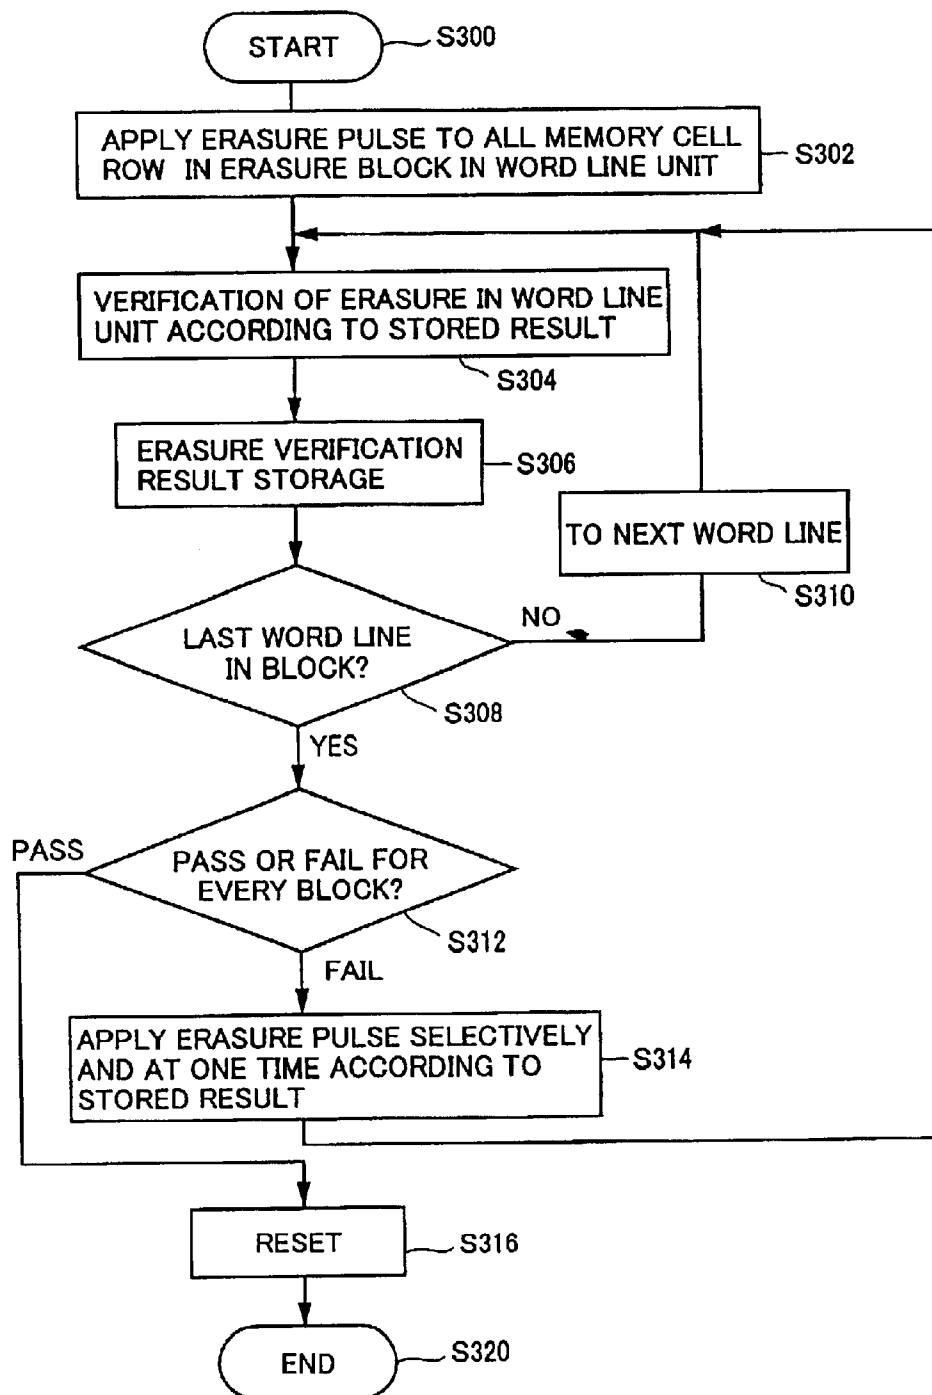 START
S300
APPLY ERASURE PULSE TO ALL MEMORY CELL
ROW IN ERASURE BLOCK IN WORD LINE UNIT
S302
VERIFICATION OF ERASURE IN WORD LINE
UNIT ACCORDING TO STORED RESULT
S304
ERASURE VERIFICATION
RESULT STORAGE
S306
TO NEXT WORD LINE
S310
NO
LAST WORD LINE
IN BLOCK?
S308
YES
PASS
PASS OR FAIL FOR
EVERY BLOCK?
S312
FAIL
APPLY ERASURE PULSE SELECTIVELY
AND AT ONE TIME ACCORDING TO
STORED RESULT
S314
RESET
S316
END
S320